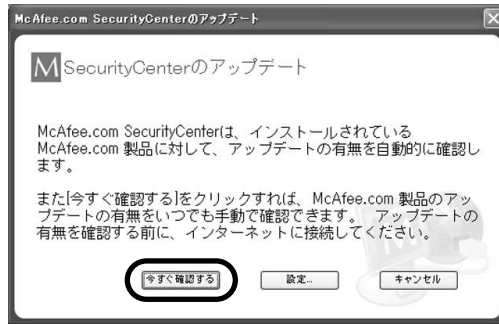 McAfee.com SecurityCenterのアップデート
SecurityCenterのアップデート
McAfee.com SecurityCenterは、インストールされている
McAfee.com 製品に対して、アップデートの有無を自動的に確認し
ます。
また[今すぐ確認する]をクリックすれば、McAfee.com 製品のアッ
プデートの有無をいつでも手動で確認できます。 アップデートの
有無を確認する前に、インターネットに接続してください。
今すぐ確認する 設定... キャンセル